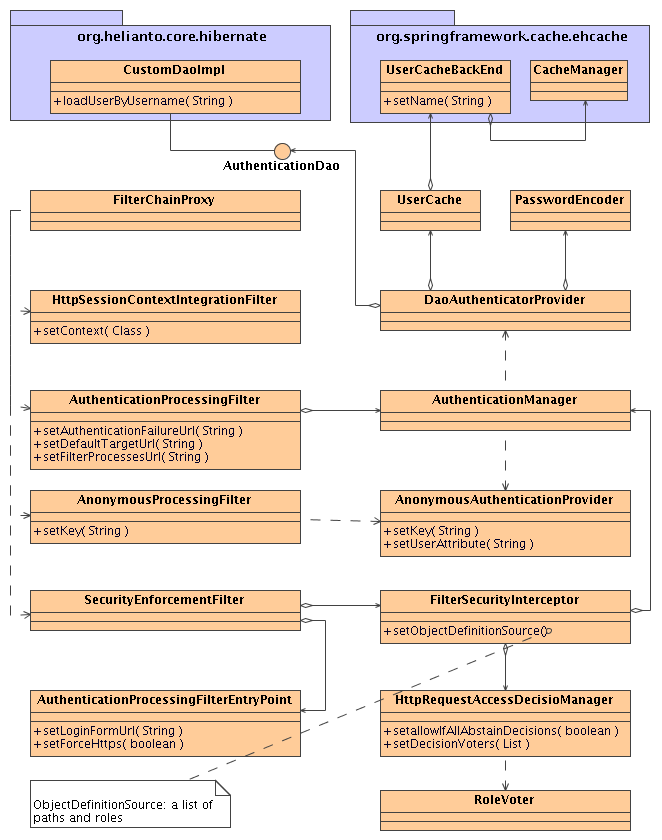 org.helianto.core.hibernate
CustomDaoImpl
+loadUserByUsername( String )
org.springframework.cache.ehcache
UserCacheBackEnd
+setName( String )
CacheManager
AuthenticationDao
FilterChainProxy
UserCache
PasswordEncoder
HttpSessionContextIntegrationFilter
+setContext( Class )
DaoAuthenticatorProvider
AuthenticationProcessingFilter
+setAuthenticationFailureUrl( String )
+setDefaultTargetUrl( String )
+setFilterProcessesUrl( String )
AuthenticationManager
AnonymousProcessingFilter
+setKey( String )
AnonymousAuthenticationProvider
+setKey( String )
+setUserAttribute( String )
SecurityEnforcementFilter
FilterSecurityInterceptor
+setObjectDefinitionSource()
AuthenticationProcessingFilterEntryPoint
+setLoginFormUrl( String )
+setForceHttps( boolean )
HttpRequestAccessDecisioManager
+setallowIfAllAbstainDecisions( boolean )
+setDecisionVoters( List )
ObjectDefinitionSource: a list of
paths and roles
RoleVoter